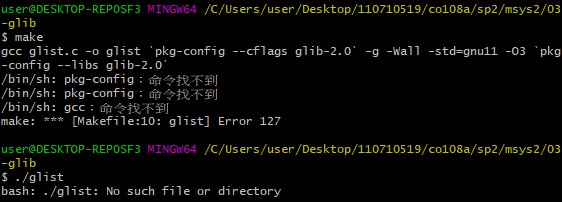 user@DESKTOP-REPOSF3 MINGW64 /C/Users/user/Desktop/110710519/co108a/sp2/msys2/03
-glib
$ make
gcc glist.c -o glist `pkg-config --cflags glib-2.0` -g -Wall -std=gnu11 -O3 `pkg
-config --libs glib-2.0`
/bin/sh: pkg-config：命令找不到
/bin/sh: pkg-config：命令找不到
/bin/sh: gcc：命令找不到
make: *** [Makefile:10: glist] Error 127
user@DESKTOP-REPOSF3 MINGW64 /C/Users/user/Desktop/110710519/co108a/sp2/msys2/03
-glib
$ ./glist
bash: ./glist: No such file or directory